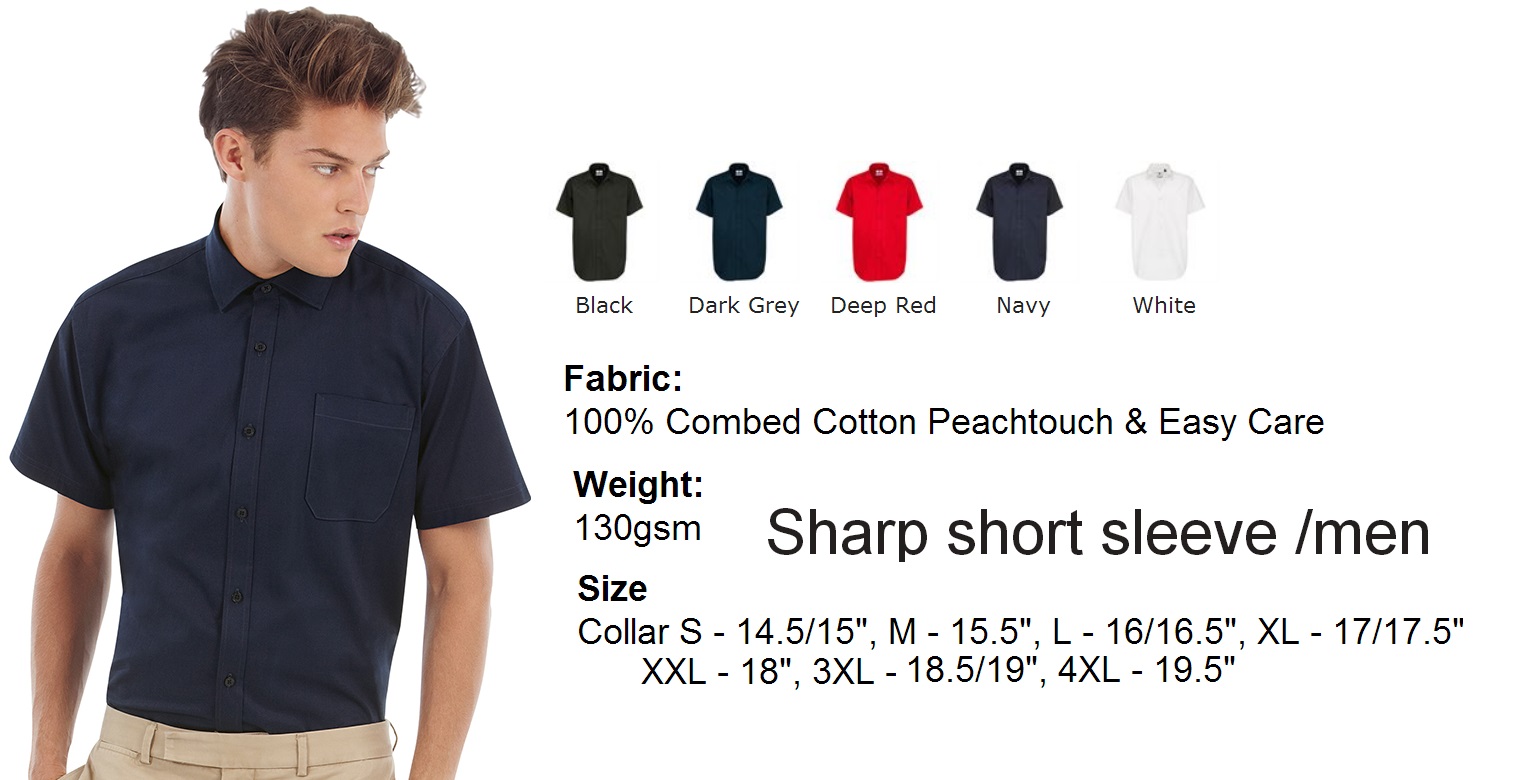 Black Dark Grey Deep Red Navy White
Fabric:
100% Combed Cotton Peachtouch & Easy Care
Weight:
130gsm
Sharp short sleeve /men
Size
Collar S - 14.5/15", M - 15.5", L - 16/16.5", XL - 17/17.5"
XXL - 18", 3XL - 18.5/19", 4XL - 19.5"